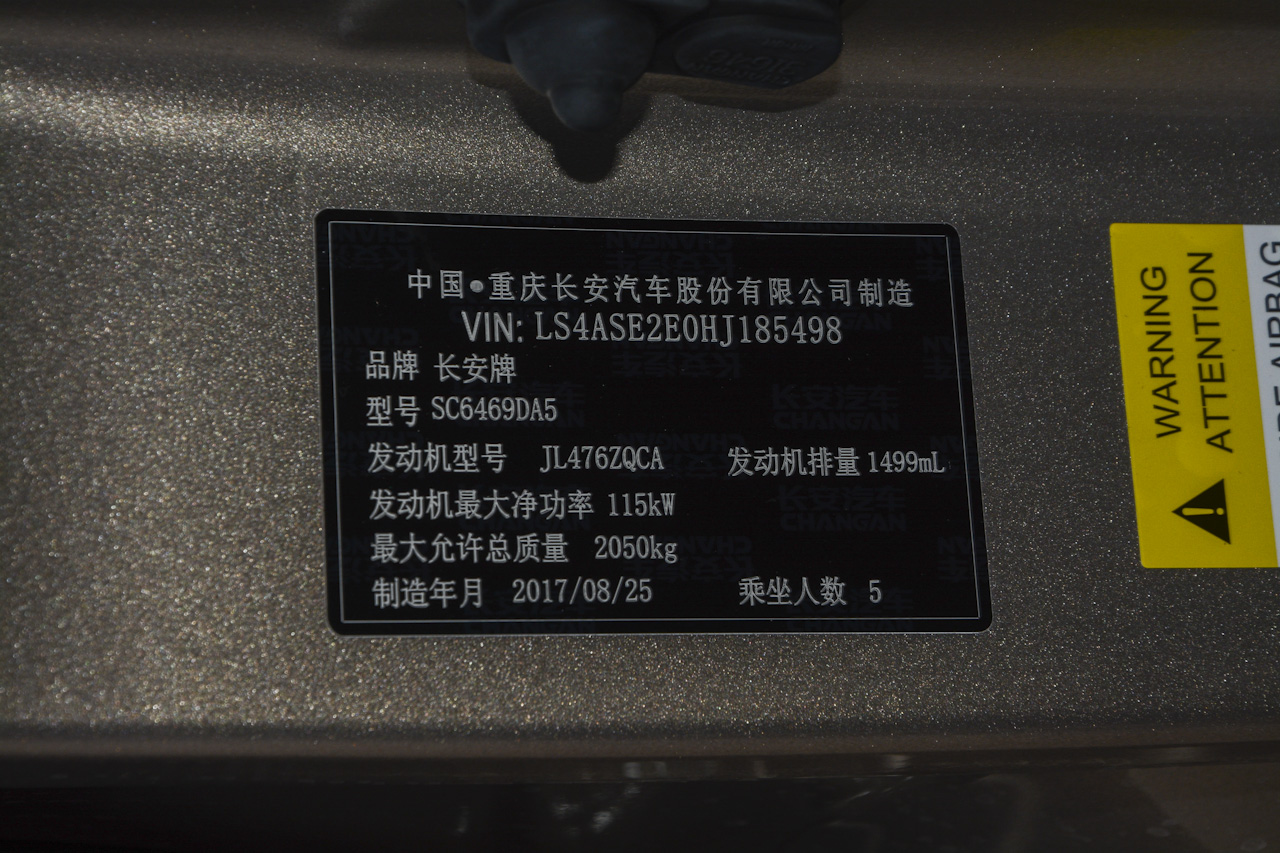 中国●重庆长安汽车股份有限公司制造
VIN: LS4ASE2E0HJ185498
品牌 长安牌
型号 SC6469DA5
发动机型号 JL476ZQCA 发动机排量 1499mL
发动机最大净功率 115kW
最大允许总质量 2050kg
制造年月 2017/08/25 乘坐人数 5
WARNING
ATTENTION
AIRBAG